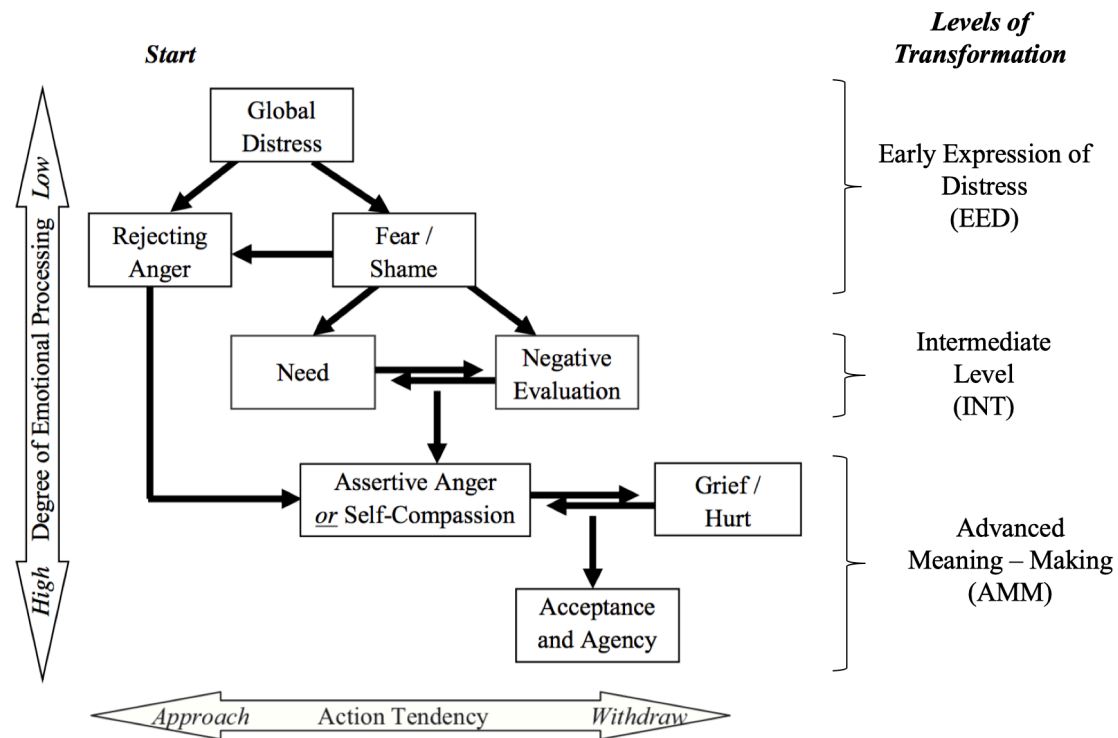 Start
Levels of
Transformation
Global
Distress
Early Expression of
Distress
(EED)
Rejecting
Anger
Fear /
Shame
Need
Negative
Evaluation
Intermediate
Level
(INT)
Assertive Anger
or Self-Compassion
Grief /
Hurt
Advanced
Meaning – Making
(AMM)
Acceptance
and Agency
High Degree of Emotional Processing Low
Approach Action Tendency Withdraw